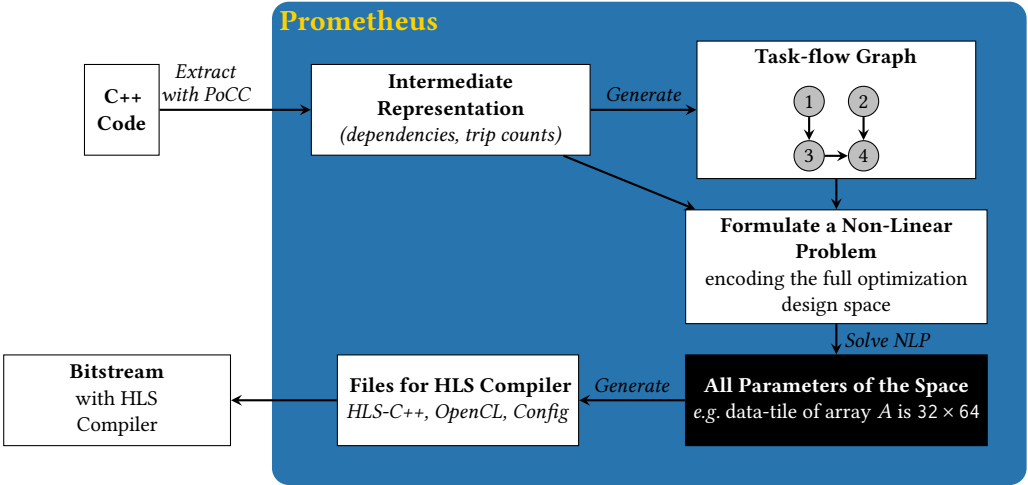 Prometheus
C++
Code
Extract
with PoCC
Intermediate
Representation
(dependencies, trip counts)
Generate
Task-flow Graph
1
2
3
4
Formulate a Non-Linear
Problem
encoding the full optimization
design space
Solve NLP
All Parameters of the Space
e.g. data-tile of array A is 32 × 64
Generate
Files for HLS Compiler
HLS-C++, OpenCL, Config
Bitstream
with HLS
Compiler